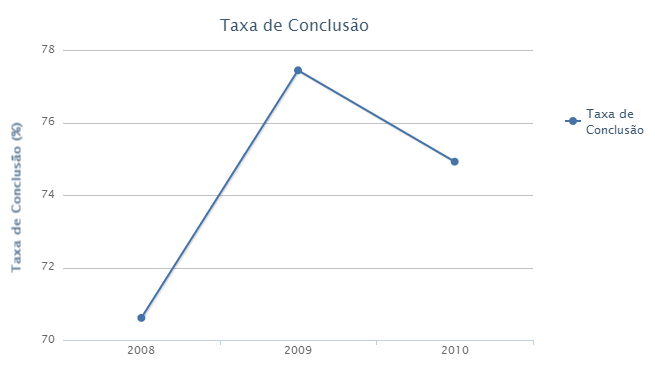 Taxa de Conclusão
78
76
74
72
70
Taxa de Conclusão (%)
2008
2009
2010
Taxa de
Conclusão